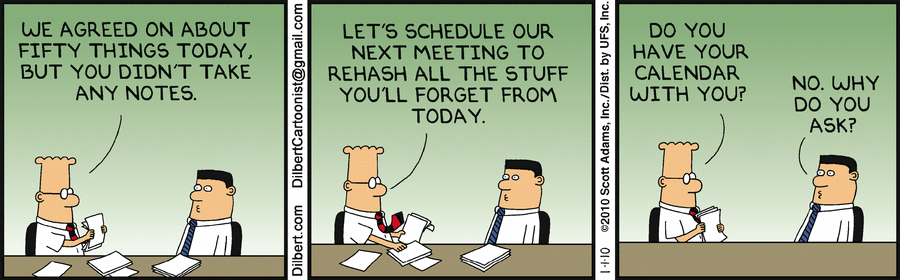 WE AGREED ON ABOUT
FIFTY THINGS TODAY,
BUT YOU DIDN'T TAKE
ANY NOTES.
DilbertCartoonist@gmail.com
Dilbert.com
LET'S SCHEDULE OUR
NEXT MEETING TO
REHASH ALL THE STUFF
YOU'LL FORGET FROM
TODAY.
©2010 Scott Adams, Inc./Dist. by UFS, Inc.
1-1-10
DO YOU
HAVE YOUR
CALENDAR
WITH YOU?
NO. WHY
DO YOU
ASK?